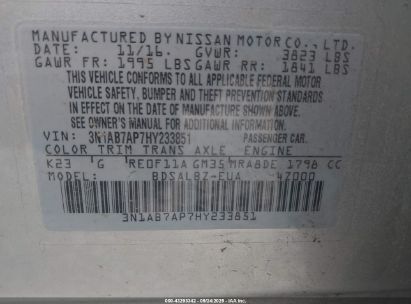 MANUFACTURED BY NISSAN MOTOR CO., LTD.
DATE: 11/16. GVWR: 3823 LBS
GAWR FR: 1995 LBS GAWR RR: 1841 LBS
THIS VEHICLE CONFORMS TO ALL APPLICABLE FEDERAL MOTOR
VEHICLE SAFETY, BUMPER AND THEFT PREVENTION STANDARDS
IN EFFECT ON THE DATE OF MANUFACTURE SHOWN ABOVE.
SEE OWNER'S MANUAL FOR ADDITIONAL INFORMATION.
VIN: 3N1AB7AP7HY233851 PASSENGER CAR.
COLOR TRIM TRANS AXLE ENGINE
K23 G RE0F11A GM35 MRA8DE 1798 CC
MODEL: BDSALBZ-EUA 47000
3N1AB7AP7HY233851